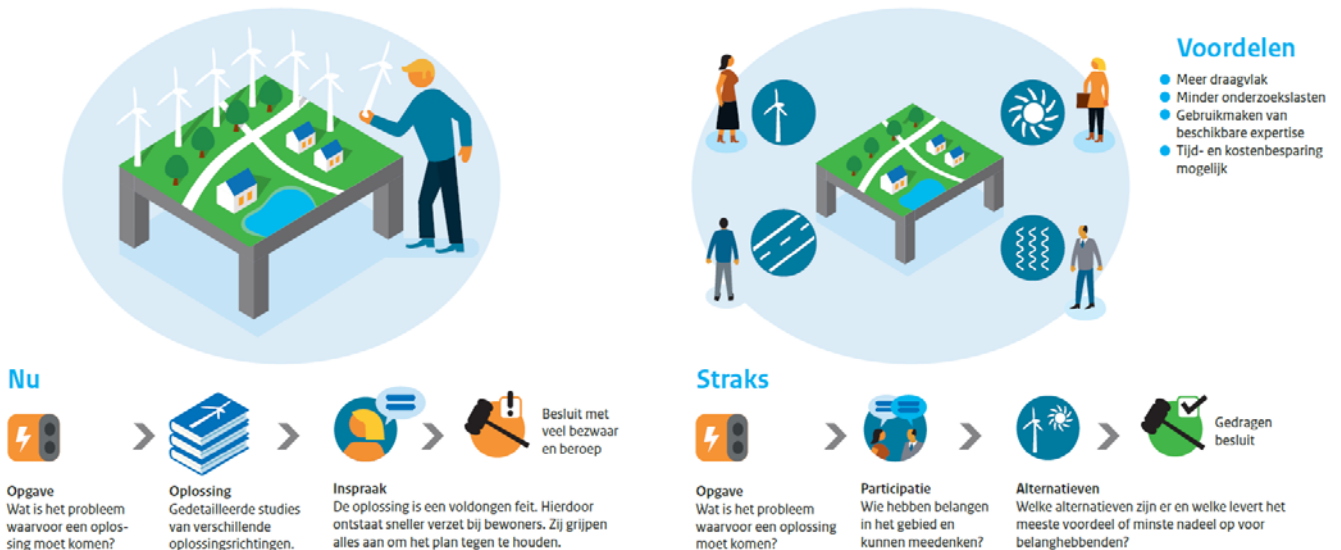 Voordelen
Meer draagvlak
Minder onderzoekslasten
Gebruikmaken van
beschikbare expertise
Tijd- en kostenbesparing
mogelijk
Nu
Besluit met
veel bezwaar
en beroep
Opgave
Wat is het probleem
waarvoor een oplos-
sing moet komen?
Oplossing
Gedetailleerde studies
van verschillende
oplossingsrichtingen.
Inspraak
De oplossing is een voldongen feit. Hierdoor
ontstaat sneller verzet bij bewoners. Zij grijpen
alles aan om het plan tegen te houden.
Straks
Gedragen
besluit
Opgave
Wat is het probleem
waarvoor een oplossing
moet komen?
Participatie
Wie hebben belangen
in het gebied en
kunnen meedenken?
Alternatieven
Welke alternatieven zijn er en welke levert het
meeste voordeel of minste nadeel op voor
belanghebbenden?